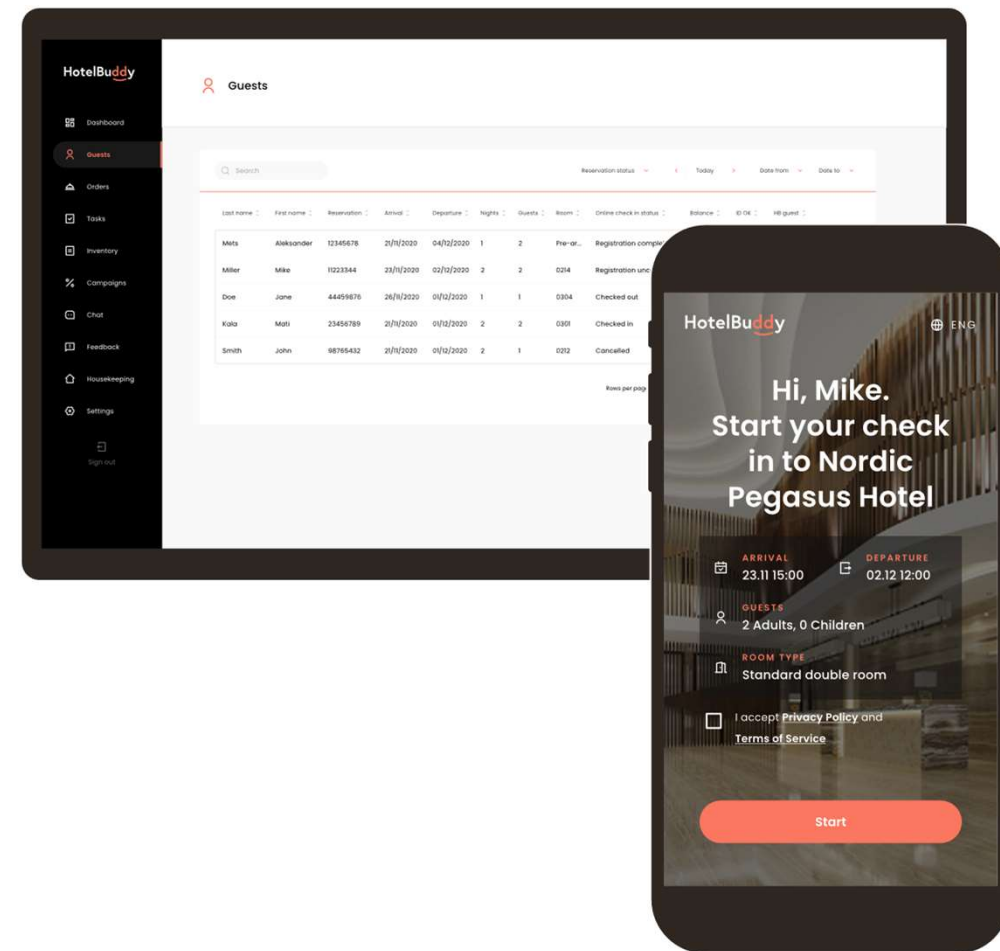 HotelBuddy
Guests
Dashboard
Guests
Orders
Tasks
Inventory
Campaigns
Chat
Feedback
Housekeeping
Settings
Sign out
Search
Reservation status
Today
Date from
Date to
Last name First name Reservation Arrival Departure Nights Guests Room Online check in status Balance ID OK HB guest
Mets Aleksander 12345678 21/11/2020 04/12/2020 1 2 Pre-ar... Registration comple
Miller Mike 11223344 23/11/2020 02/12/2020 2 2 0214 Registration unc
Doe Jane 44459876 26/11/2020 01/12/2020 1 1 0304 Checked out
Kala Mati 23456789 21/11/2020 01/12/2020 2 2 0301 Checked in
Smith John 98765432 21/11/2020 01/12/2020 2 1 0212 Cancelled
Rows per page
HotelBuddy
ENG
Hi, Mike.
Start your check
in to Nordic
Pegasus Hotel
ARRIVAL DEPARTURE
23.11 15:00 02.12 12:00
GUESTS
2 Adults, 0 Children
ROOM TYPE
Standard double room
I accept Privacy Policy and
Terms of Service
Start